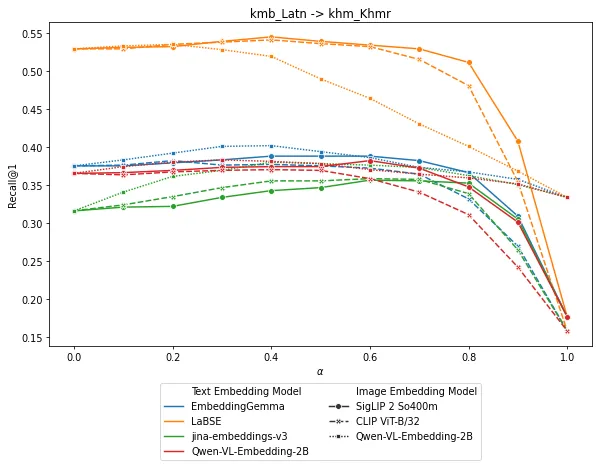 kmb_Latn -> khm_Khmr
Recall@1
0.55
0.50
0.45
0.40
0.35
0.30
0.25
0.20
0.15
0.0 0.2 0.4 0.6 0.8 1.0
α
Text Embedding Model Image Embedding Model
EmbeddingGemma SigLIP 2 So400m
LaBSE CLIP ViT-B/32
jina-embeddings-v3 Qwen-VL-Embedding-2B
Qwen-VL-Embedding-2B